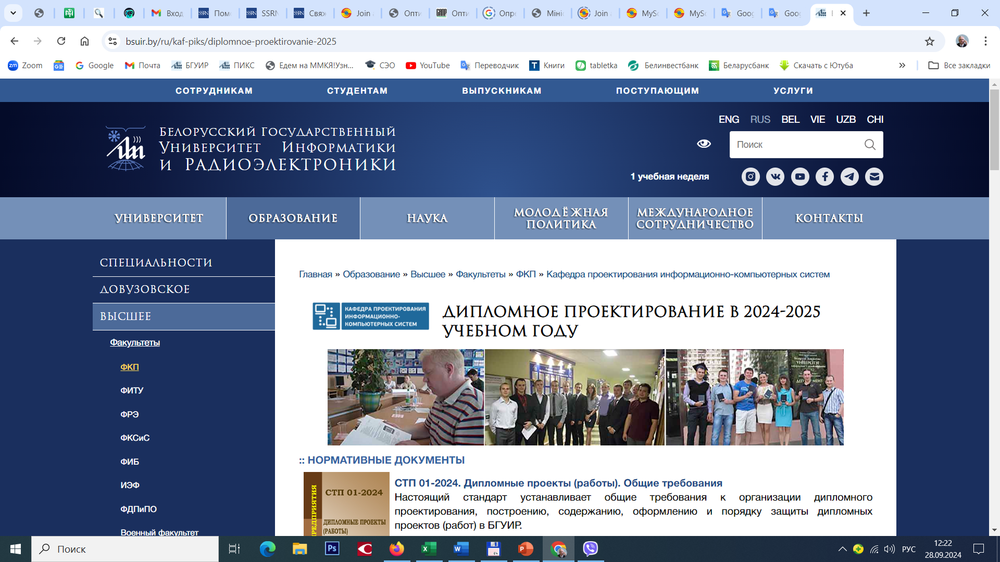 Вход
Пом
SSRN
Свяж
Join
Опти
Опти
Опре
Мініс
Join
MySc
MySc
Goog
Goog
bsuir.by/ru/kaf-piks/diplomnoe-proektirovanie-2025
Zoom
Google
Почта
БГУИР
ПИКС
Едем на ММКЯ!Узн...
СЭО
YouTube
Переводчик
Книги
tabletka
Белинвестбанк
Беларусбанк
Скачать с Ютуба
Все закладки
СОТРУДНИКАМ
СТУДЕНТАМ
ВЫПУСКНИКАМ
ПОСТУПАЮЩИМ
УСЛУГИ
ENG RUS BEL VIE UZB CHI
Белорусский Государственный
Университет Информатики
и Радиоэлектроники
Поиск
1 учебная неделя
УНИВЕРСИТЕТ
ОБРАЗОВАНИЕ
НАУКА
МОЛОДЁЖНАЯ
ПОЛИТИКА
МЕЖДУНАРОДНОЕ
СОТРУДНИЧЕСТВО
КОНТАКТЫ
СПЕЦИАЛЬНОСТИ
ДОВУЗОВСКОЕ
ВЫСШЕЕ
Факультеты
ФКП
ФИТУ
ФРЭ
ФКСиС
ФИБ
ИЭФ
ФДПиПО
Военный факультет
Главная » Образование » Высшее » Факультеты » ФКП » Кафедра проектирования информационно-компьютерных систем
КАФЕДРА ПРОЕКТИРОВАНИЯ
ИНФОРМАЦИОННО-
КОМПЬЮТЕРНЫХ СИСТЕМ
ДИПЛОМНОЕ ПРОЕКТИРОВАНИЕ В 2024-2025
УЧЕБНОМ ГОДУ
:: НОРМАТИВНЫЕ ДОКУМЕНТЫ
СТП 01-2024
ДИПЛОМНЫЕ ПРОЕКТЫ
(РАБОТЫ)
СТП 01-2024. Дипломные проекты (работы). Общие требования
Настоящий стандарт устанавливает общие требования к организации дипломного
проектирования, построению, содержанию, оформлению и порядку защиты дипломных
проектов (работ) в БГУИР.
Поиск
РУС
12:22
28.09.2024